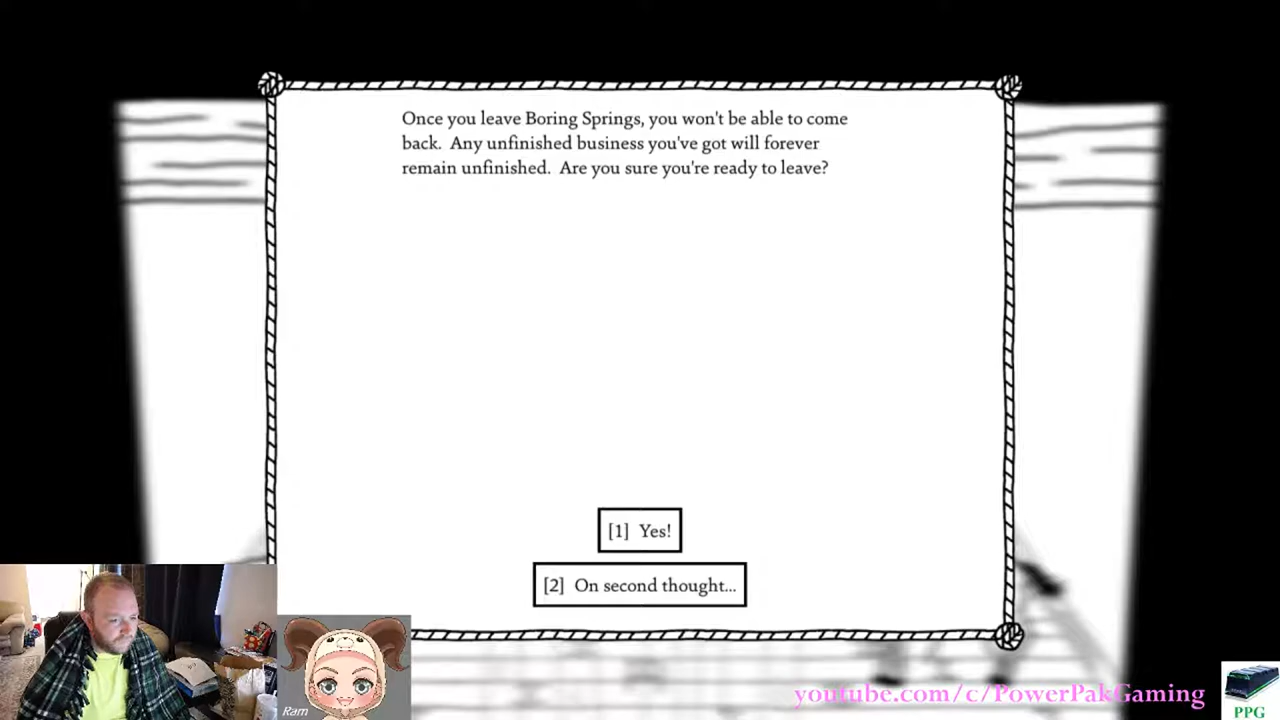 Once you leave Boring Springs, you won't be able to come
back.  Any unfinished business you've got will forever
remain unfinished.  Are you sure you're ready to leave?
[1]  Yes!
[2]  On second thought...
Ram
youtube.com/c/PowerPakGaming
PPG